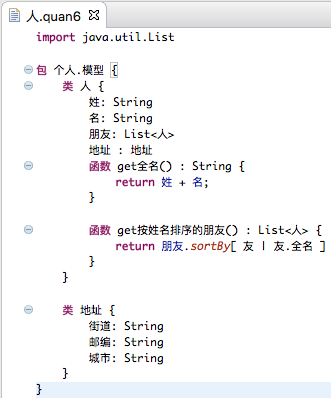 人.quan6
import java.util.List
包 个人.模型 {
类 人 {
姓: String
名: String
朋友: List<人>
地址 : 地址
函数 get全名() : String {
return 姓 + 名;
}
函数 get按姓名排序的朋友() : List<人> {
return 朋友.sortBy[ 友 | 友.全名 ]
}
}
类 地址 {
街道: String
邮编: String
城市: String
}
}